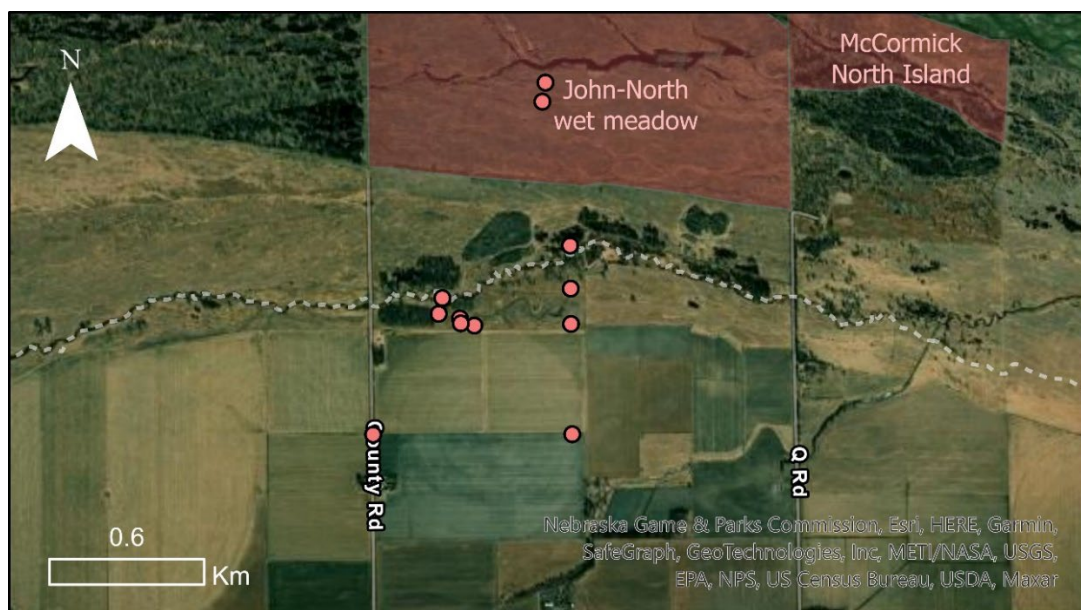 N
John-North
wet meadow
McCormick
North Island
County Rd
Q Rd
0.6
Km
Nebraska Game & Parks Commission, Esri, HERE, Garmin,
SafeGraph, GeoTechnologies, Inc, METI/NASA, USGS,
EPA, NPS, US Census Bureau, USDA, Maxar